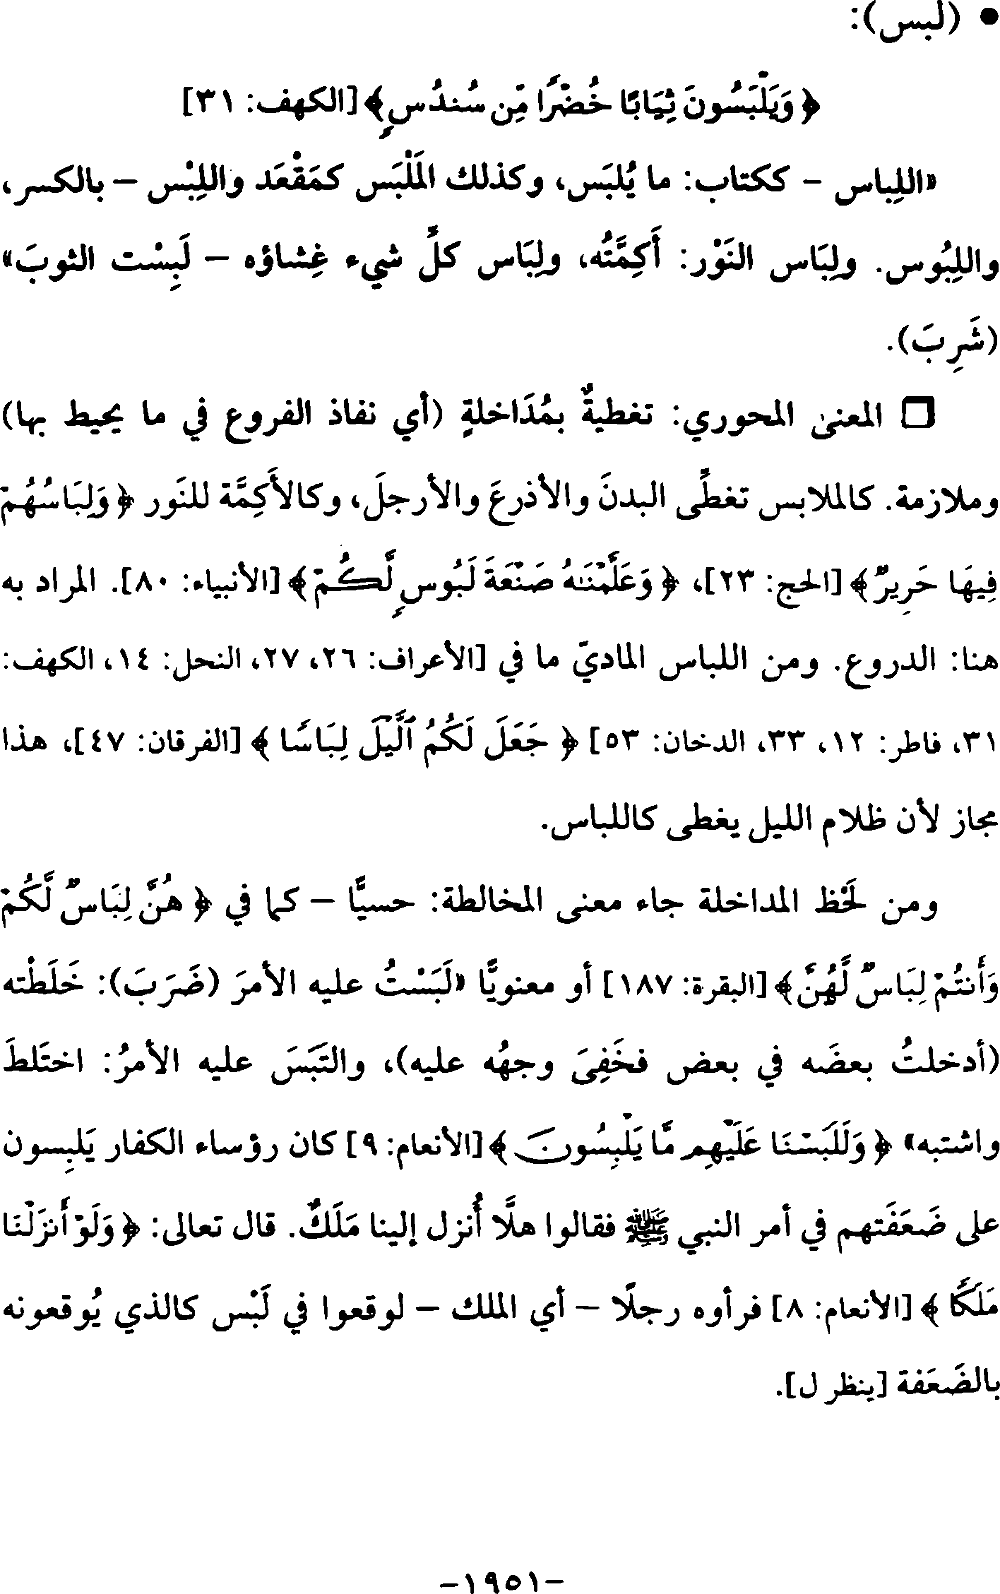 • (لبس):
﴿وَيَلْبَسُونَ ثِيَابًا خُضْرًا مِّن سُندُسٍ﴾ [الكهف: ٣١]
«اللِباس – ككتاب: ما يُلبَس، وكذلك المَلْبَس كمَقْعَد واللِبْس – بالكسر،
واللِبُوس. ولِبَاس النَوْر: أَكِمَّتُه، ولِبَاس كلِّ شيء غِشاؤه – لَبِسْت الثوبَ»
(شَرِبَ).
□ المعنى المحوري: تغطيةٌ بمُدَاخلةٍ (أي نفاذ الفروع في ما يحيط بها)
وملازمة. كالملابس تغطِّى البدنَ والأذرعَ والأرجلَ، وكالأَكِمَّة للنَور ﴿وَلِبَاسُهُمْ
فِيهَا حَرِيرٌ﴾ [الحج: ٢٣]، ﴿وَعَلَّمْنَـٰهُ صَنْعَةَ لَبُوسٍ لَّكُمْ﴾ [الأنبياء: ٨٠]. المراد به
هنا: الدروع. ومن اللباس الماديّ ما في [الأعراف: ٢٦، ٢٧، النحل: ١٤، الكهف:
٣١، فاطر: ١٢، ٣٣، الدخان: ٥٣] ﴿جَعَلَ لَكُمُ ٱلَّيْلَ لِبَاسًا﴾ [الفرقان: ٤٧]، هذا
مجاز لأن ظلام الليل يغطى كاللباس.
ومن لَحْظ المداخلة جاء معنى المخالطة: حسيًّا – كما في ﴿هُنَّ لِبَاسٌ لَّكُمْ
وَأَنتُمْ لِبَاسٌ لَّهُنَّ﴾ [البقرة: ١٨٧] أو معنويًّا «لَبَسْتُ عليه الأمرَ (ضَرَبَ): خَلَطْته
(أدخلتُ بعضَه في بعض فخَفِىَ وجهُه عليه)، والتَبَسَ عليه الأمرُ: اختَلطَ
واشتبه» ﴿وَلَلَبَسْنَا عَلَيْهِم مَّا يَلْبِسُونَ﴾ [الأنعام: ٩] كان رؤساء الكفار يَلبِسون
على ضَعَفَتهم في أمر النبي ﷺ فقالوا هلَّا أُنزل إلينا مَلَكٌ. قال تعالى: ﴿وَلَوْ أَنزَلْنَا
مَلَكًا﴾ [الأنعام: ٨] فرأوه رجلًا – أي الملك – لوقعوا في لَبْس كالذي يُوقعونه
بالضَعَفة [ينظر ل].
-١٩٥١-